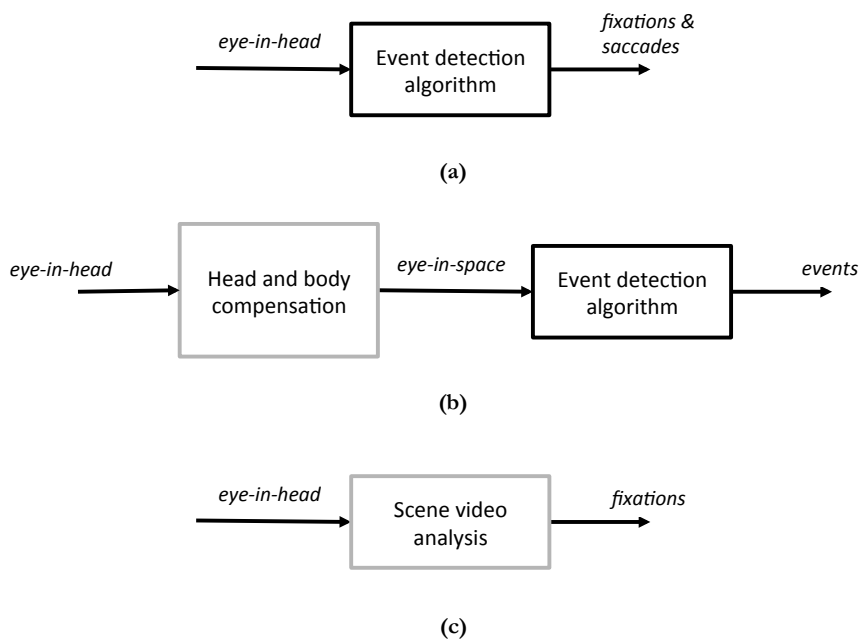 fixations &
saccades
eye-in-head
Event detection
algorithm
(a)
eye-in-head
Head and body
compensation
eye-in-space
Event detection
algorithm
events
(b)
eye-in-head
Scene video
analysis
fixations
(c)